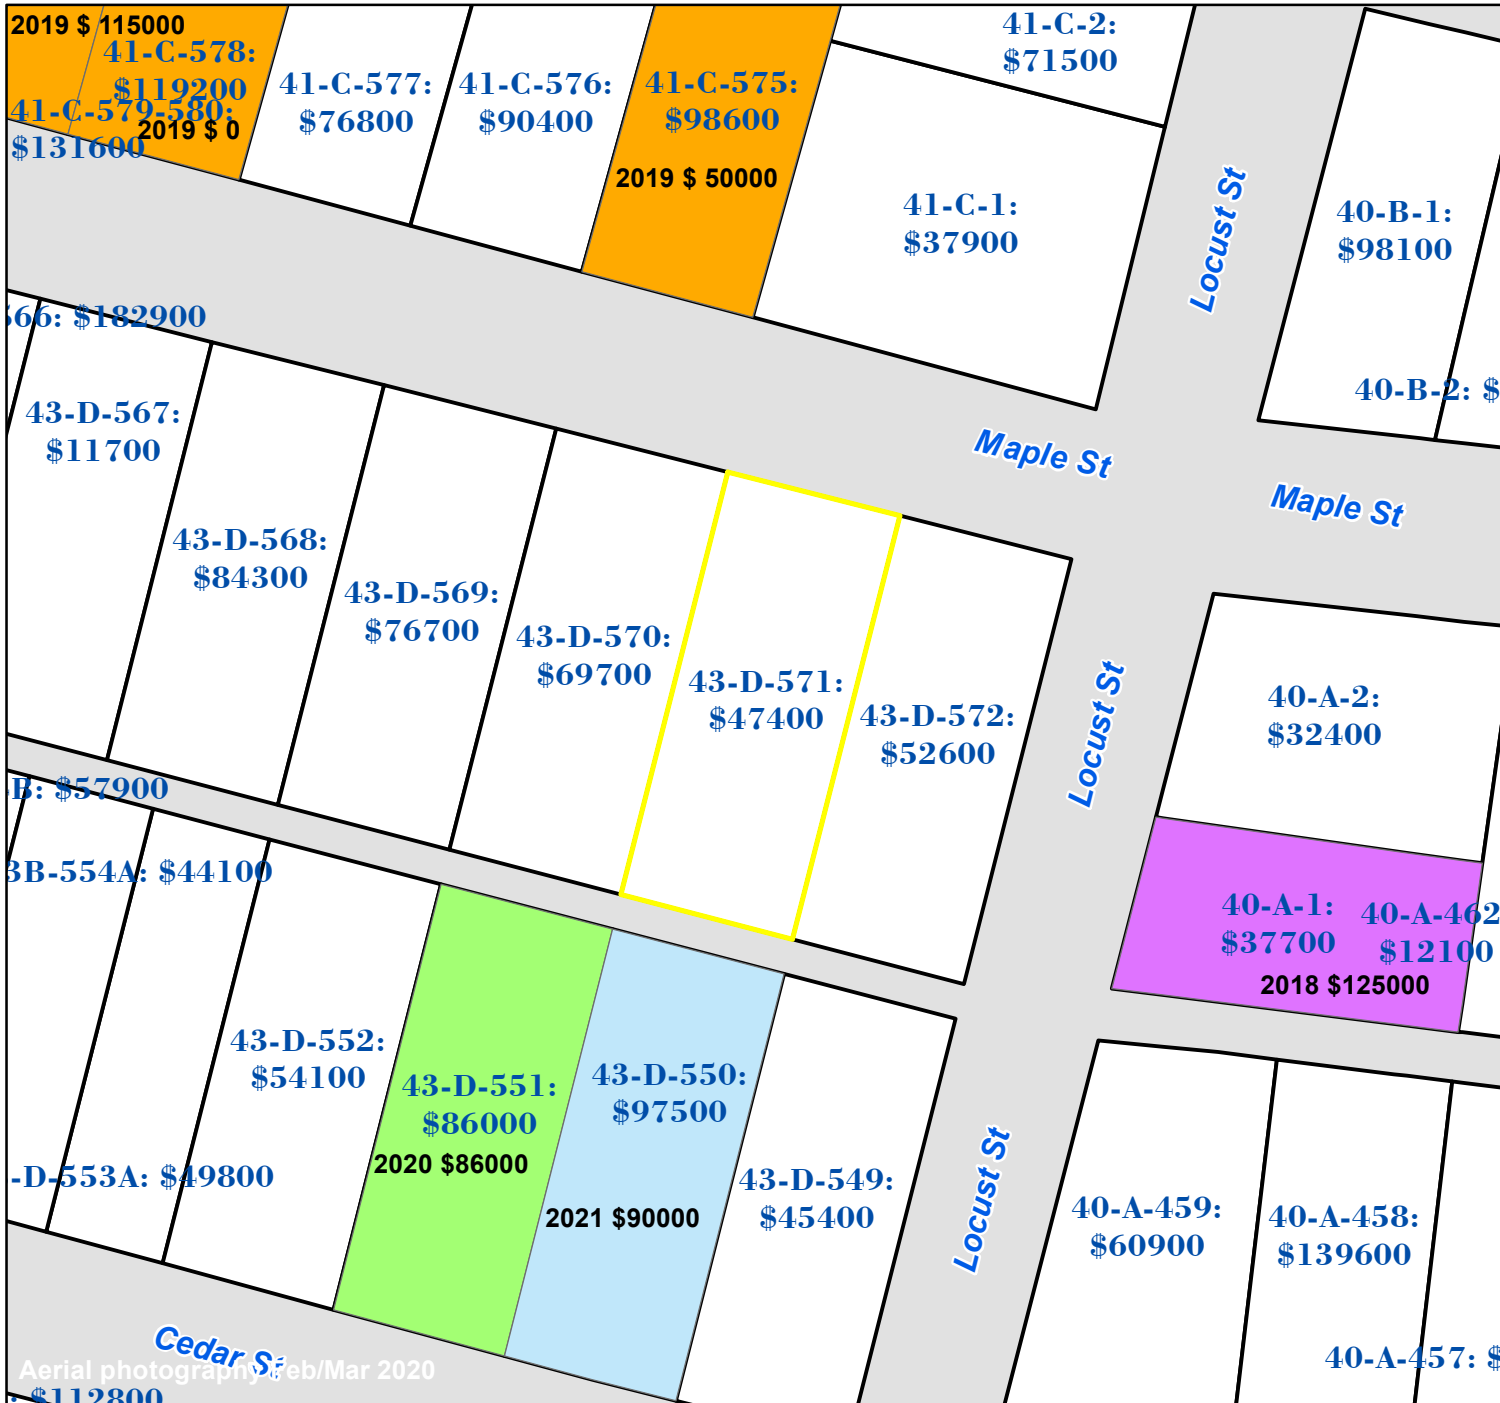 2019 $ 115000
41-C-578:
$119200
41-C-579-580:
$131600
2019 $ 0
41-C-577:
$76800
41-C-576:
$90400
41-C-575:
$98600
2019 $ 50000
41-C-2:
$71500
41-C-1:
$37900
Locust St
40-B-1:
$98100
40-B-2: $
566: $182900
43-D-567:
$11700
43-D-568:
$84300
43-D-569:
$76700
43-D-570:
$69700
43-D-571:
$47400
43-D-572:
$52600
Maple St
Maple St
Locust St
40-A-2:
$32400
40-A-1:
$37700
40-A-462
$12100
2018 $125000
B: $57900
3B-554A: $44100
43-D-552:
$54100
43-D-551:
$86000
2020 $86000
43-D-550:
$97500
2021 $90000
43-D-549:
$45400
-D-553A: $49800
Locust St
40-A-459:
$60900
40-A-458:
$139600
40-A-457: $
Cedar St
Aerial photography Feb/Mar 2020
: $112800